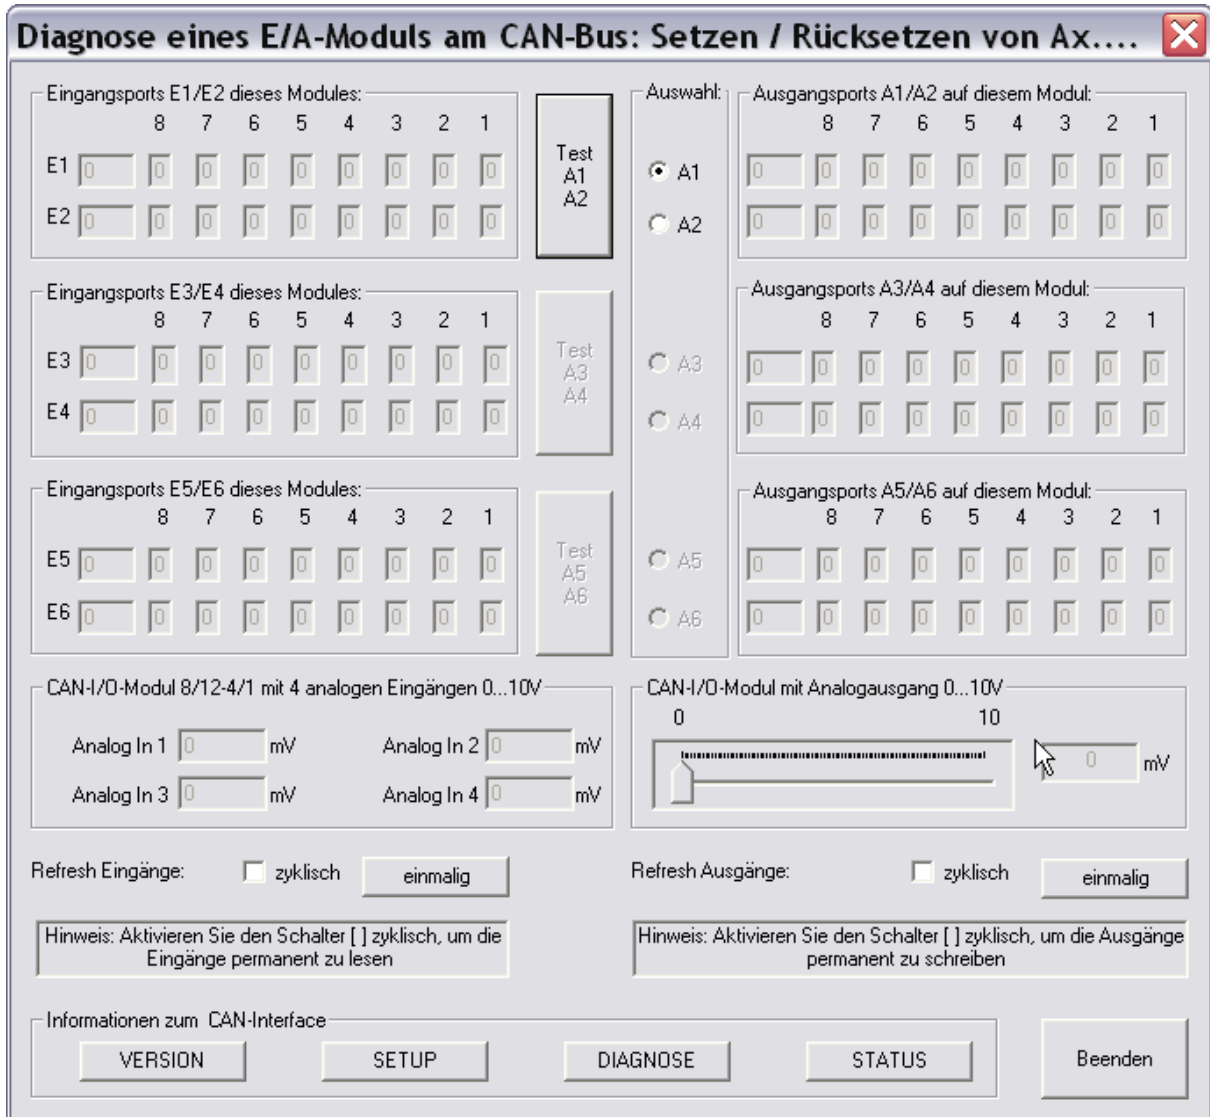 Diagnose eines E/A-Moduls am CAN-Bus: Setzen / Rücksetzen von Ax....
Eingangsports E1/E2 dieses Modules:
8 7 6 5 4 3 2 1
E1 0 0 0 0 0 0 0 0 0
E2 0 0 0 0 0 0 0 0 0
Test
A1
A2
Auswahl:
A1
A2
Ausgangsports A1/A2 auf diesem Modul:
8 7 6 5 4 3 2 1
0 0 0 0 0 0 0 0 0
0 0 0 0 0 0 0 0 0
Eingangsports E3/E4 dieses Modules:
8 7 6 5 4 3 2 1
E3 0 0 0 0 0 0 0 0 0
E4 0 0 0 0 0 0 0 0 0
Test
A3
A4
A3
A4
Ausgangsports A3/A4 auf diesem Modul:
8 7 6 5 4 3 2 1
0 0 0 0 0 0 0 0 0
0 0 0 0 0 0 0 0 0
Eingangsports E5/E6 dieses Modules:
8 7 6 5 4 3 2 1
E5 0 0 0 0 0 0 0 0 0
E6 0 0 0 0 0 0 0 0 0
Test
A5
A6
A5
A6
Ausgangsports A5/A6 auf diesem Modul:
8 7 6 5 4 3 2 1
0 0 0 0 0 0 0 0 0
0 0 0 0 0 0 0 0 0
CAN-I/O-Modul 8/12-4/1 mit 4 analogen Eingängen 0...10V
Analog In 1 0 mV Analog In 2 0 mV
Analog In 3 0 mV Analog In 4 0 mV
CAN-I/O-Modul mit Analogausgang 0...10V
0 10
0 mV
Refresh Eingänge: zyklisch einmalig
Refresh Ausgänge: zyklisch einmalig
Hinweis: Aktivieren Sie den Schalter [ ] zyklisch, um die
Eingänge permanent zu lesen
Hinweis: Aktivieren Sie den Schalter [ ] zyklisch, um die Ausgänge
permanent zu schreiben
Informationen zum CAN-Interface
VERSION SETUP DIAGNOSE STATUS
Beenden